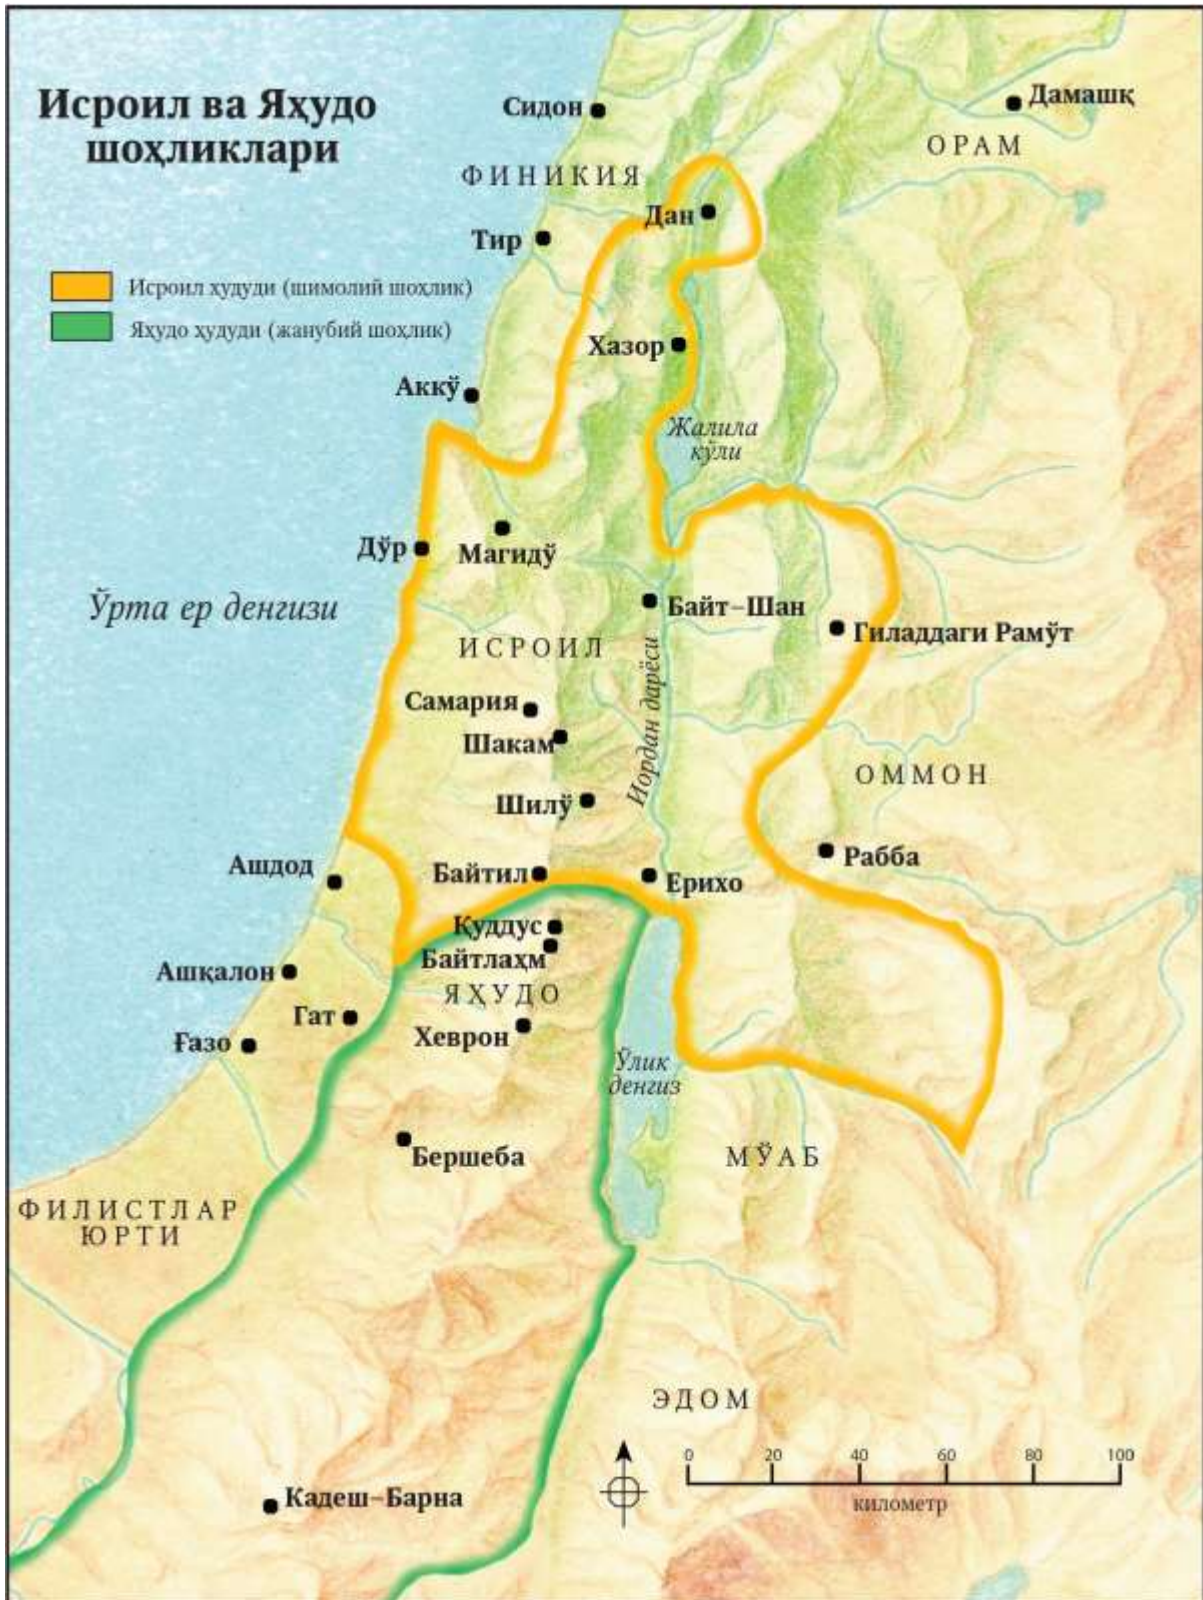 Исроил ва Яҳудо
шоҳликлари
Сидон
Дамашқ
ОРАМ
ФИНИКИЯ
Дан
Тир
Исроил ҳудуди (шимолий шоҳлик)
Яҳудо ҳудуди (жанубий шоҳлик)
Хазор
Аккў
Жалила
кўли
Дўр
Магидў
Ўрта ер денгизи
Байт–Шан
Гиладдаги Рамўт
ИСРОИЛ
Иордан дарёси
Самария
Шакам
ОММОН
Шилў
Рабба
Ашдод
Байтил
Ерихо
Қуддус
Байтлаҳм
Ашқалон
ЯҲУДО
Гат
Хеврон
Ғазо
Ўлик
денгиз
Бершеба
МЎАБ
ФИЛИСТЛАР
ЮРТИ
ЭДОМ
0 20 40 60 80 100
километр
Кадеш–Барна